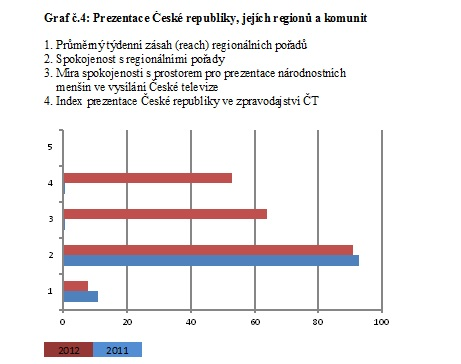 Graf č.4: Prezentace České republiky, jejích regionů a komunit
1. Průměrný týdenní zásah (reach) regionálních pořadů
2. Spokojenost s regionálními pořady
3. Míra spokojenosti s prostorem pro prezentace národnostních
menšin ve vysílání České televize
4. Index prezentace České republiky ve zpravodajství ČT
5
4
3
2
1
0 20 40 60 80 100
2012 2011